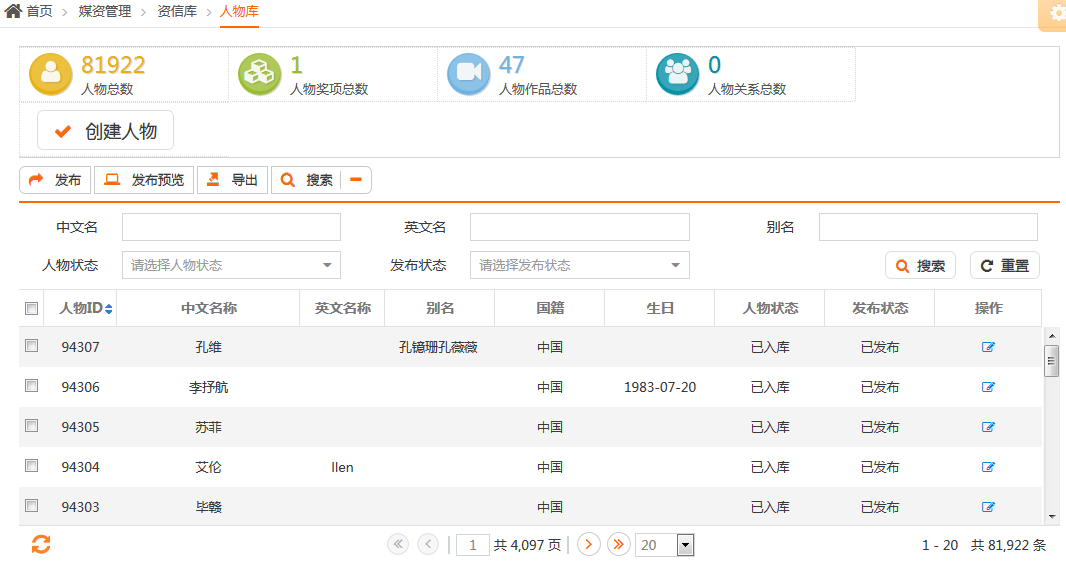 首页 > 媒资管理 > 资信库 > 人物库
81922 人物总数 1 人物奖项总数 47 人物作品总数 0 人物关系总数
创建人物
发布 发布预览 导出 搜索
中文名 英文名 别名
人物状态 请选择人物状态 发布状态 请选择发布状态 搜索 重置
人物ID 中文名称 英文名称 别名 国籍 生日 人物状态 发布状态 操作
94307 孔维 孔镱珊孔薇薇 中国 已入库 已发布
94306 李抒航 中国 1983-07-20 已入库 已发布
94305 苏菲 中国 已入库 已发布
94304 艾伦 llen 中国 已入库 已发布
94303 毕赣 中国 已入库 已发布
1 共 4,097 页 20 1 - 20 共 81,922 条